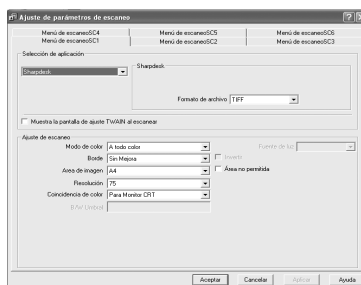 Ajuste de parámetros de escaneo
Menú de escaneoSC4 Menú de escaneoSC5 Menú de escaneoSC6
Menú de escaneoSC1 Menú de escaneoSC2 Menú de escaneoSC3
Selección de aplicación
Sharpdesk
Sharpdesk
Formato de archivo TIFF
Muestra la pantalla de ajuste TWAIN al escanear
Ajuste de escaneo
Modo de color A todo color Fuente de luz
Borde Sin Mejora Invertir
Area de imagen A4 Área no permitida
Resolución 75
Coincidencia de color Para Monitor CRT
B/W Umbral
Aceptar Cancelar Aplicar Ayuda